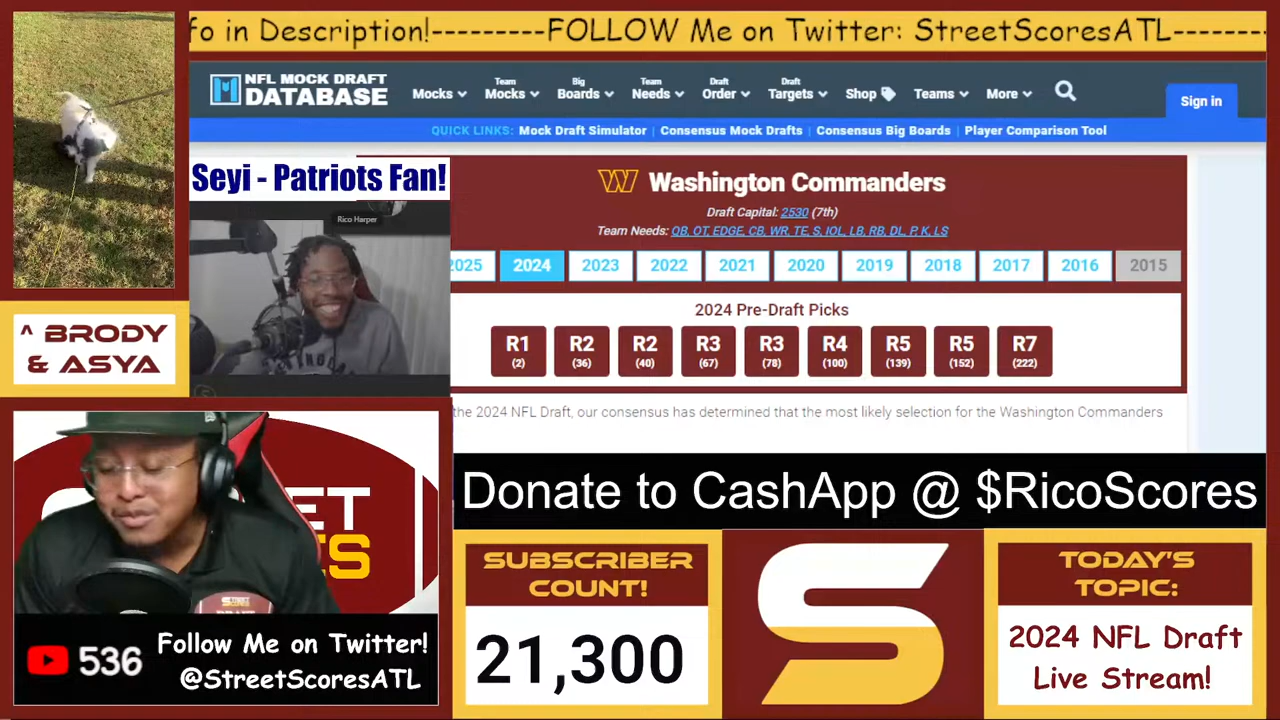 fo in Description!---------FOLLOW Me on Twitter: StreetScoresATL-------
NFL MOCK DRAFT
DATABASE
Mocks
Team
Mocks
Big
Boards
Team
Needs
Draft
Order
Draft
Targets
Shop
Teams
More
Sign in
QUICK LINKS: Mock Draft Simulator | Consensus Mock Drafts | Consensus Big Boards | Player Comparison Tool
Seyi - Patriots Fan!
Rico Harper
W Washington Commanders
Draft Capital: 2530 (7th)
Team Needs: QB, OT, EDGE, CB, WR, TE, S, IOL, LB, RB, DL, P, K, LS
2025 2024 2023 2022 2021 2020 2019 2018 2017 2016 2015
2024 Pre-Draft Picks
R1 R2 R2 R3 R3 R4 R5 R5 R7
(2) (36) (40) (67) (78) (100) (139) (152) (222)
the 2024 NFL Draft, our consensus has determined that the most likely selection for the Washington Commanders
^ BRODY
& ASYA
Donate to CashApp @ $RicoScores
SUBSCRIBER
COUNT!
21,300
S
TODAY'S
TOPIC:
2024 NFL Draft
Live Stream!
536
Follow Me on Twitter!
@StreetScoresATL